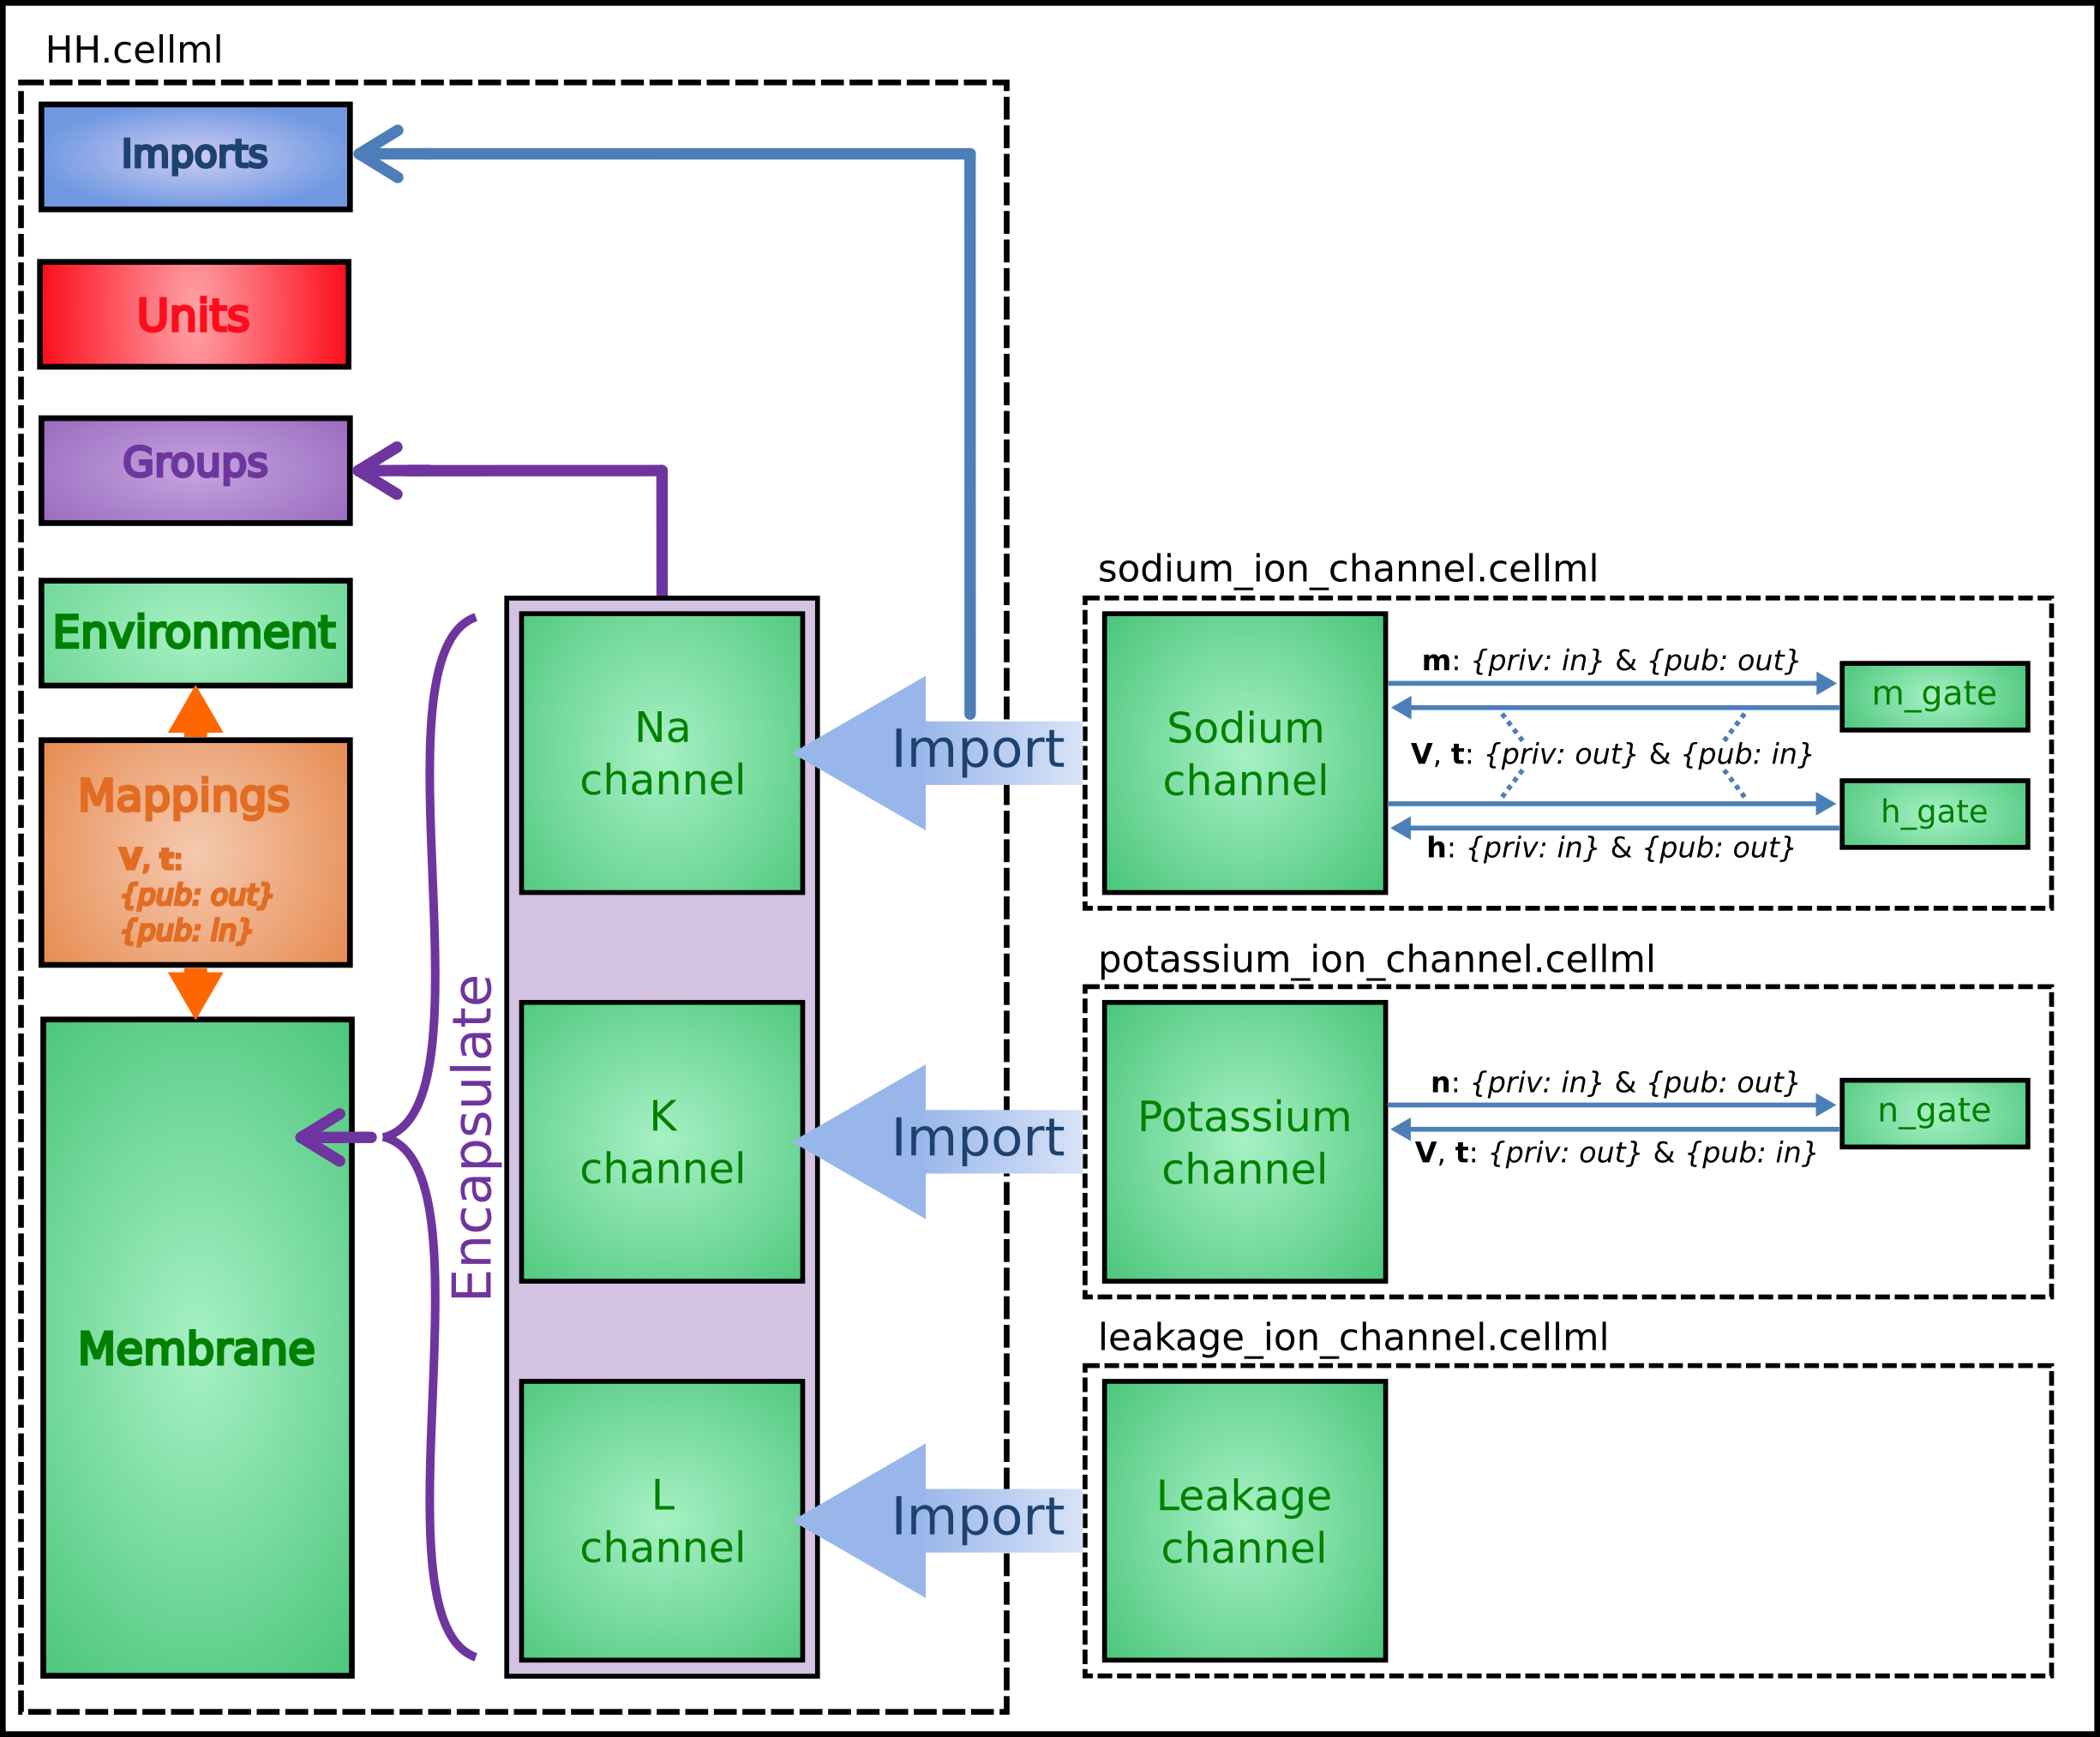 HH.cellml
Imports
Units
Groups
Environment
Mappings
V, t:
{pub: out}
{pub: In}
Membrane
Encapsulate
Na
channel
K
channel
L
channel
Import
Import
Import
sodium_ion_channel.cellml
Sodium
channel
m: {priv: in} & {pub: out}
m_gate
V, t: {priv: out} & {pub: in}
h_gate
h: {priv: in} & {pub: out}
potassium_ion_channel.cellml
Potassium
channel
n: {priv: in} & {pub: out}
n_gate
V, t: {priv: out} & {pub: in}
leakage_ion_channel.cellml
Leakage
channel